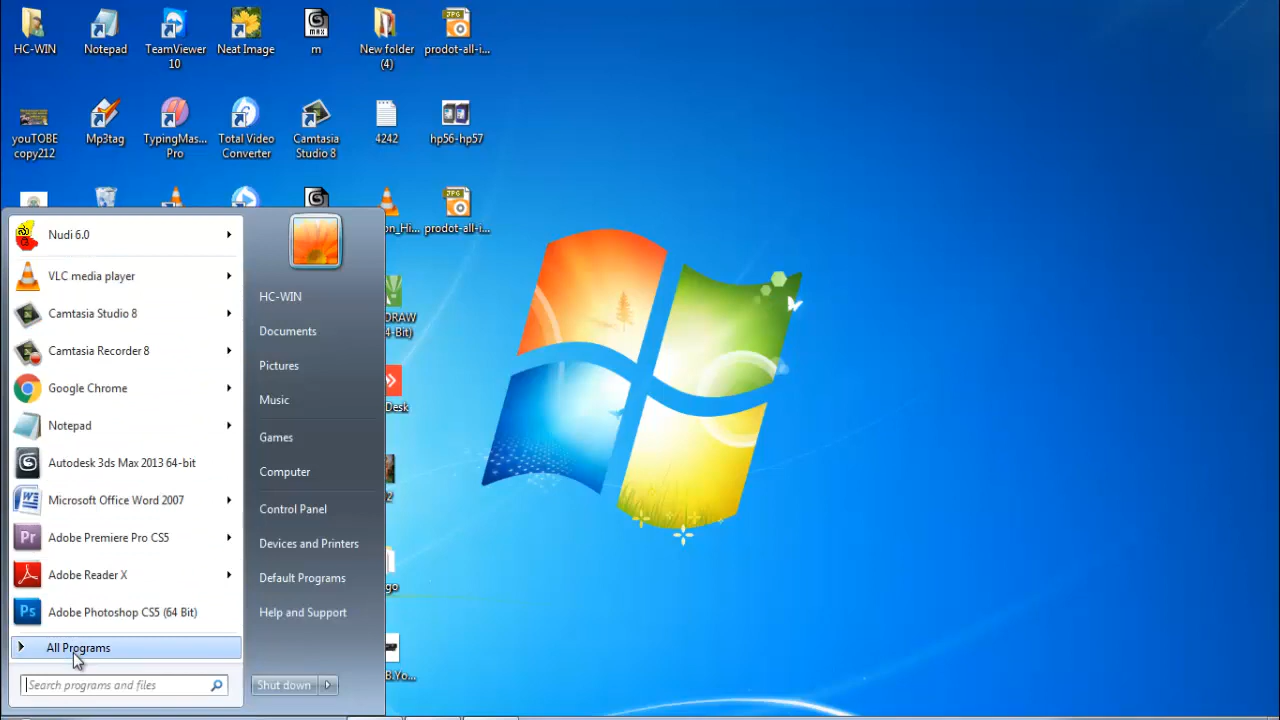 HC-WIN
Notepad
TeamViewer
10
Neat Image
m
New folder
(4)
prodot-all-i...
youTOBE
copy212
Mp3tag
TypingMas...
Pro
Total Video
Converter
Camtasia
Studio 8
4242
hp56-hp57
prodot-all-i...
Nudi 6.0
VLC media player
Camtasia Studio 8
Camtasia Recorder 8
Google Chrome
Notepad
Autodesk 3ds Max 2013 64-bit
Microsoft Office Word 2007
Adobe Premiere Pro CS5
Adobe Reader X
Adobe Photoshop CS5 (64 Bit)
All Programs
Search programs and files
HC-WIN
Documents
Pictures
Music
Games
Computer
Control Panel
Devices and Printers
Default Programs
Help and Support
Shut down